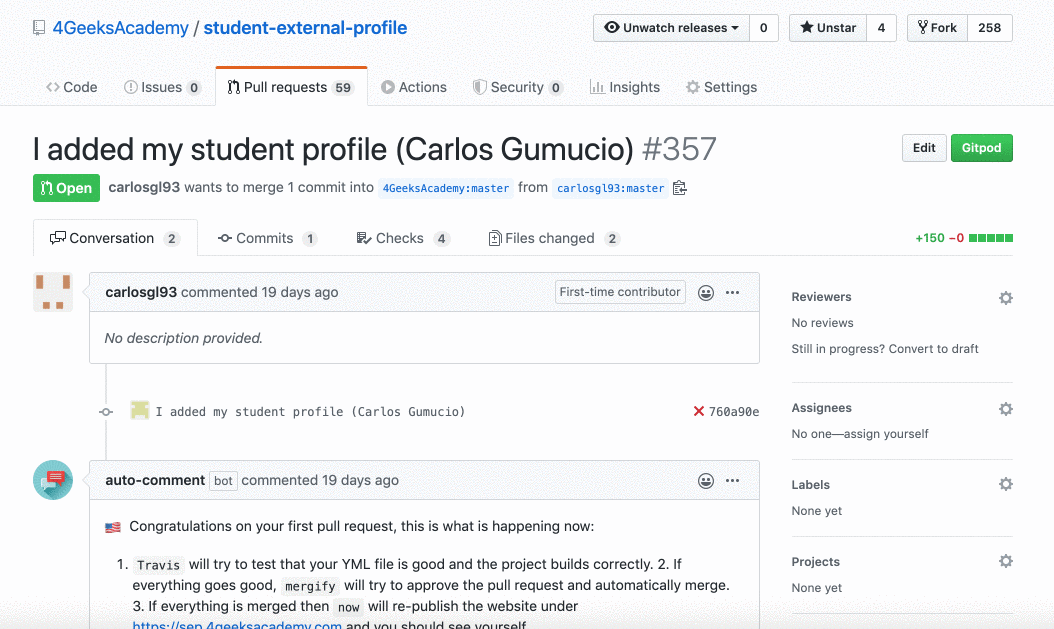 4GeeksAcademy / student-external-profile
Unwatch releases 0 Unstar 4 Fork 258
Code Issues 0 Pull requests 59 Actions Security 0 Insights Settings
I added my student profile (Carlos Gumucio) #357
Edit Gitpod
Open carlosgl93 wants to merge 1 commit into 4GeeksAcademy:master from carlosgl93:master
Conversation 2 Commits 1 Checks 4 Files changed 2
+150 −0
carlosgl93 commented 19 days ago First-time contributor
No description provided.
I added my student profile (Carlos Gumucio) 760a90e
auto-comment bot commented 19 days ago
Congratulations on your first pull request, this is what is happening now:
1. Travis will try to test that your YML file is good and the project builds correctly. 2. If
everything goes good, mergify will try to approve the pull request and automatically merge.
3. If everything is merged then now will re-publish the website under
https://sep.4geeksacademy.com and you should see yourself
Reviewers
No reviews
Still in progress? Convert to draft
Assignees
No one—assign yourself
Labels
None yet
Projects
None yet